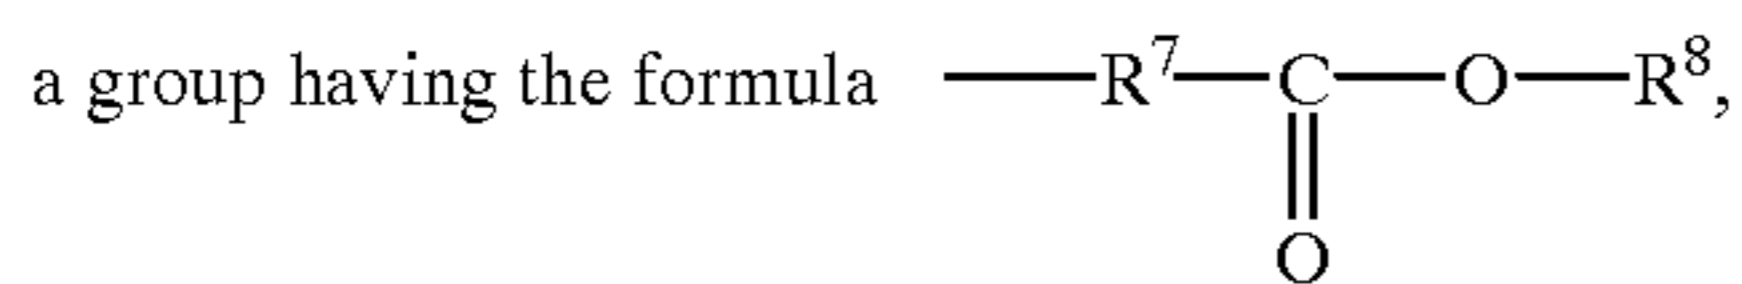 a group having the formula —R⁷—C—O—R⁸,
O